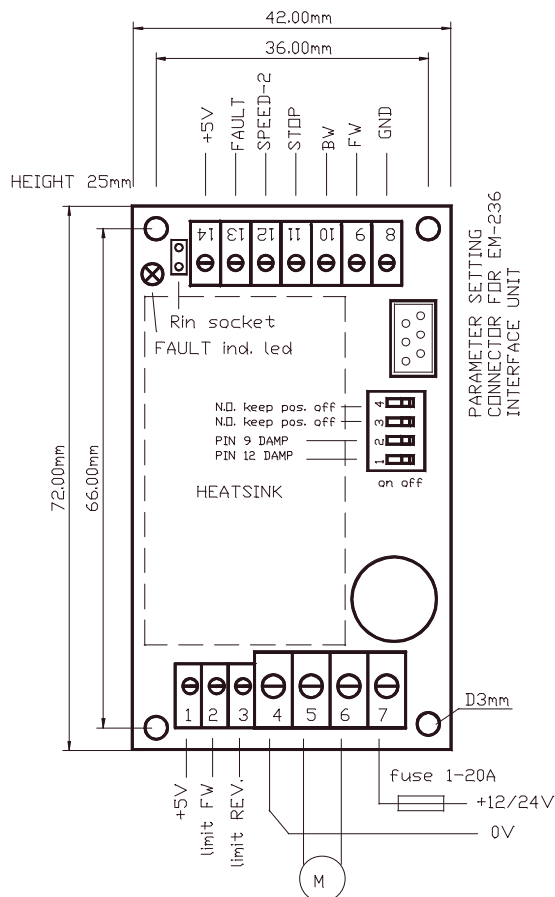 42.00mm
36.00mm
+5V
FAULT
SPEED-2
STOP
BW
FW
GND
HEIGHT 25mm
14
13
12
11
10
9
8
Rin socket
FAULT ind. led
PARAMETER SETTING
CONNECTOR FOR EM-236
INTERFACE UNIT
72.00mm
66.00mm
N.O. keep pos. off
N.O. keep pos. off
PIN 9 DAMP
PIN 12 DAMP
4
3
2
1
on off
HEATSINK
1
2
3
4
5
6
7
D3mm
+5V
limit FW
limit REV.
fuse 1-20A
+12/24V
0V
M